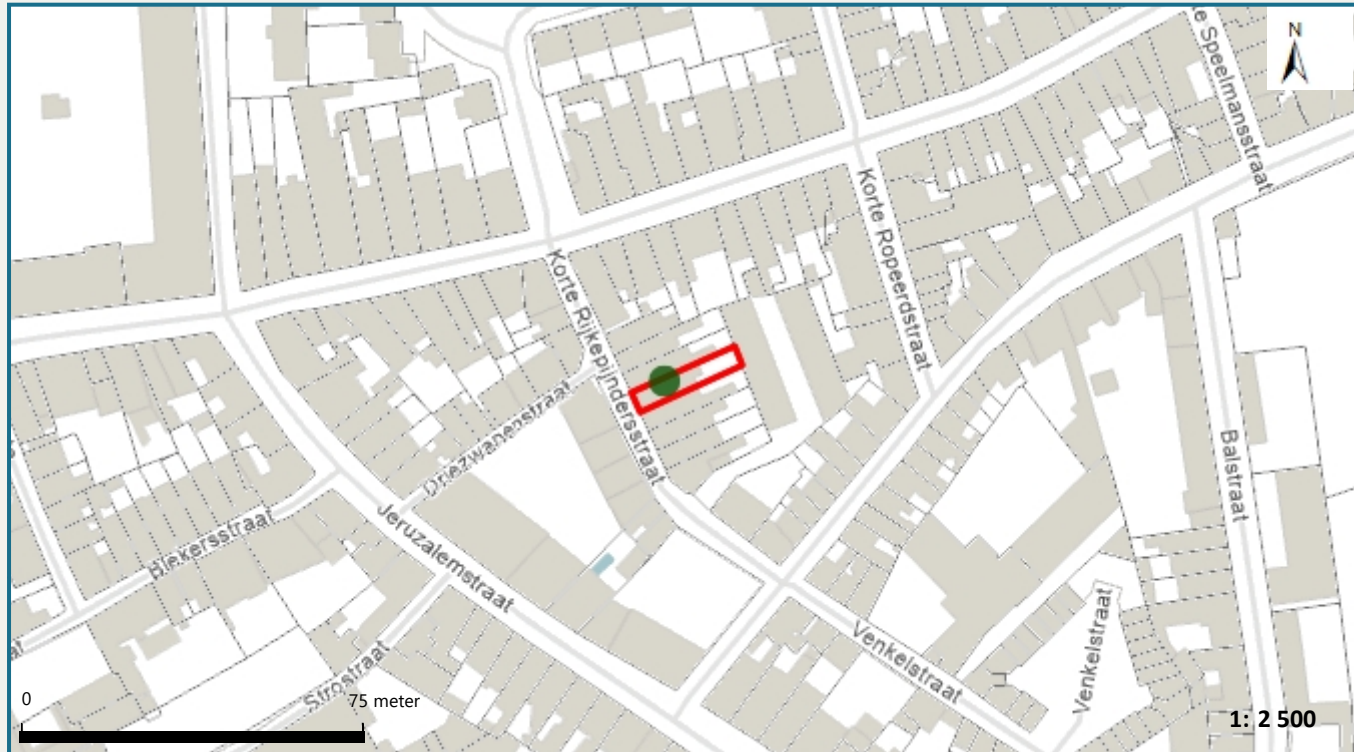 N
e Speelmansstraat
Korte Ropeerdstraat
Korte Rijkepijndersstraat
Driezwanenstraat
Balstraat
Jeruzalemstraat
Blekersstraat
Venkelstraat
Venkelstraat
Strostraat
0
75 meter
1: 2 500